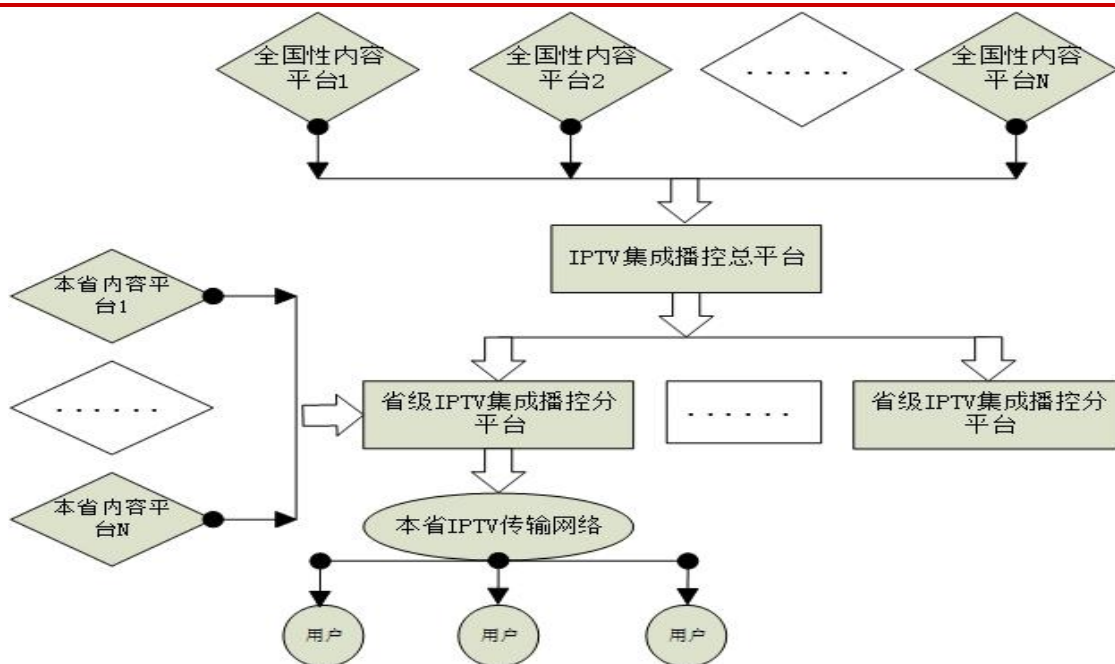 全国性内容
平台1
全国性内容
平台2
......
全国性内容
平台N
IPTV集成播控总平台
本省内容平
台1
......
本省内容平
台N
省级IPTV集成播控分
平台
......
省级IPTV集成播控分
平台
本省IPTV传输网络
用户
用户
用户